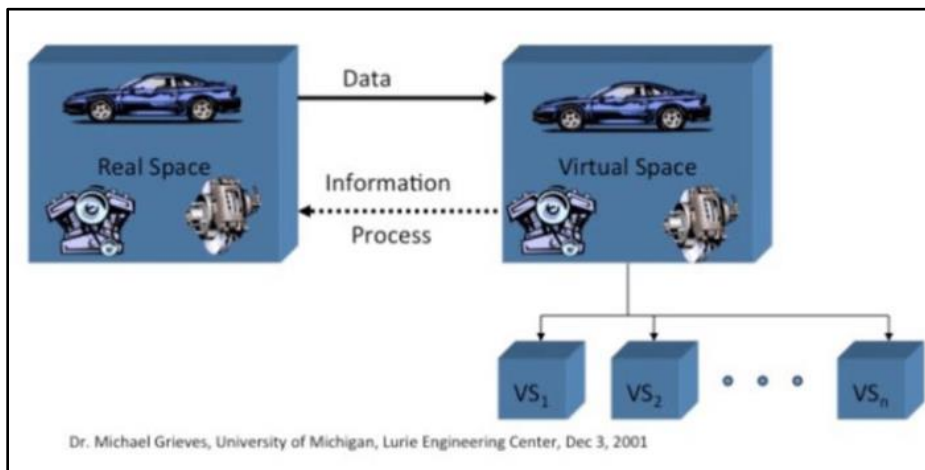 Data
Real Space
Virtual Space
Information
Process
VS₁
VS₂
VSₙ
Dr. Michael Grieves, University of Michigan, Lurie Engineering Center, Dec 3, 2001